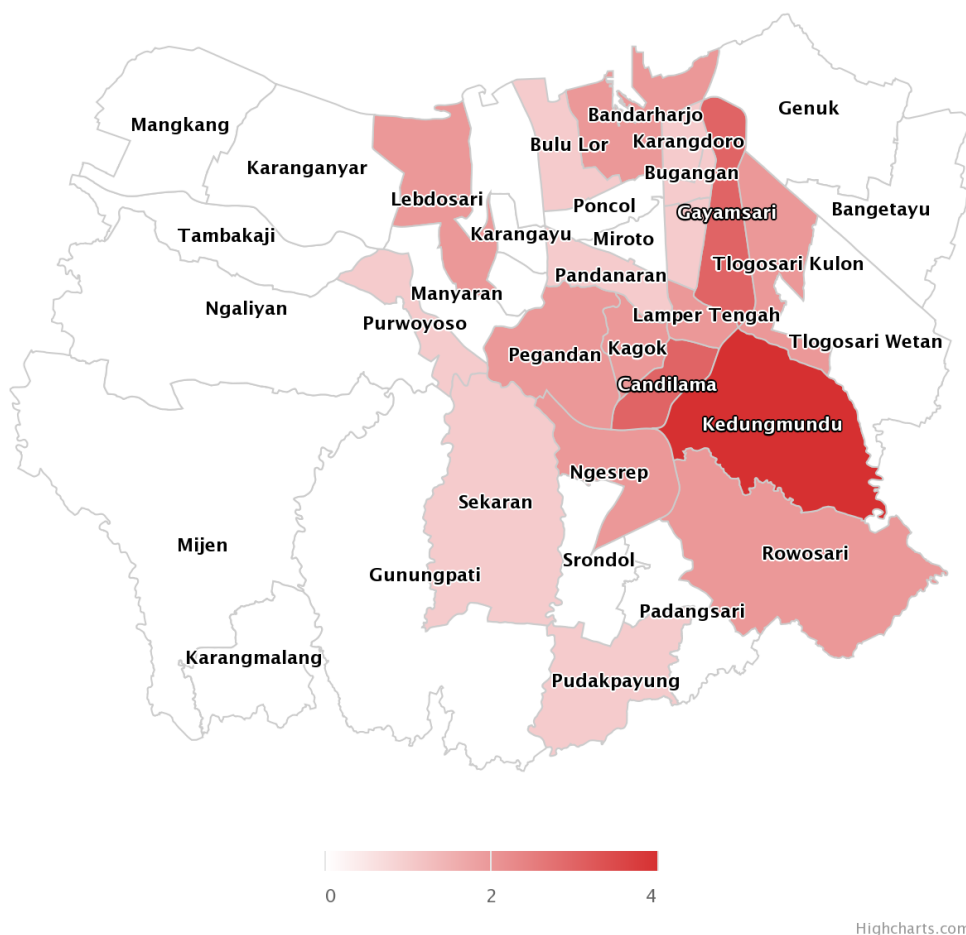 Genuk
Bandarharjo
Mangkang
Karangdoro
Bulu Lor
Karanganyar
Bugangan
Lebdosari
Poncol
Bangetayu
Gayamsari
Karangayu
Tambakaji
Miroto
Tlogosari Kulon
Pandanaran
Manyaran
Ngaliyan
Lamper Tengah
Purwoyoso
Tlogosari Wetan
Kagok
Pegandan
Candilama
Kedungmundu
Ngesrep
Sekaran
Mijen
Rowosari
Srondol
Gunungpati
Padangsari
Karangmalang
Pudakpayung
0 2 4
Highcharts.com